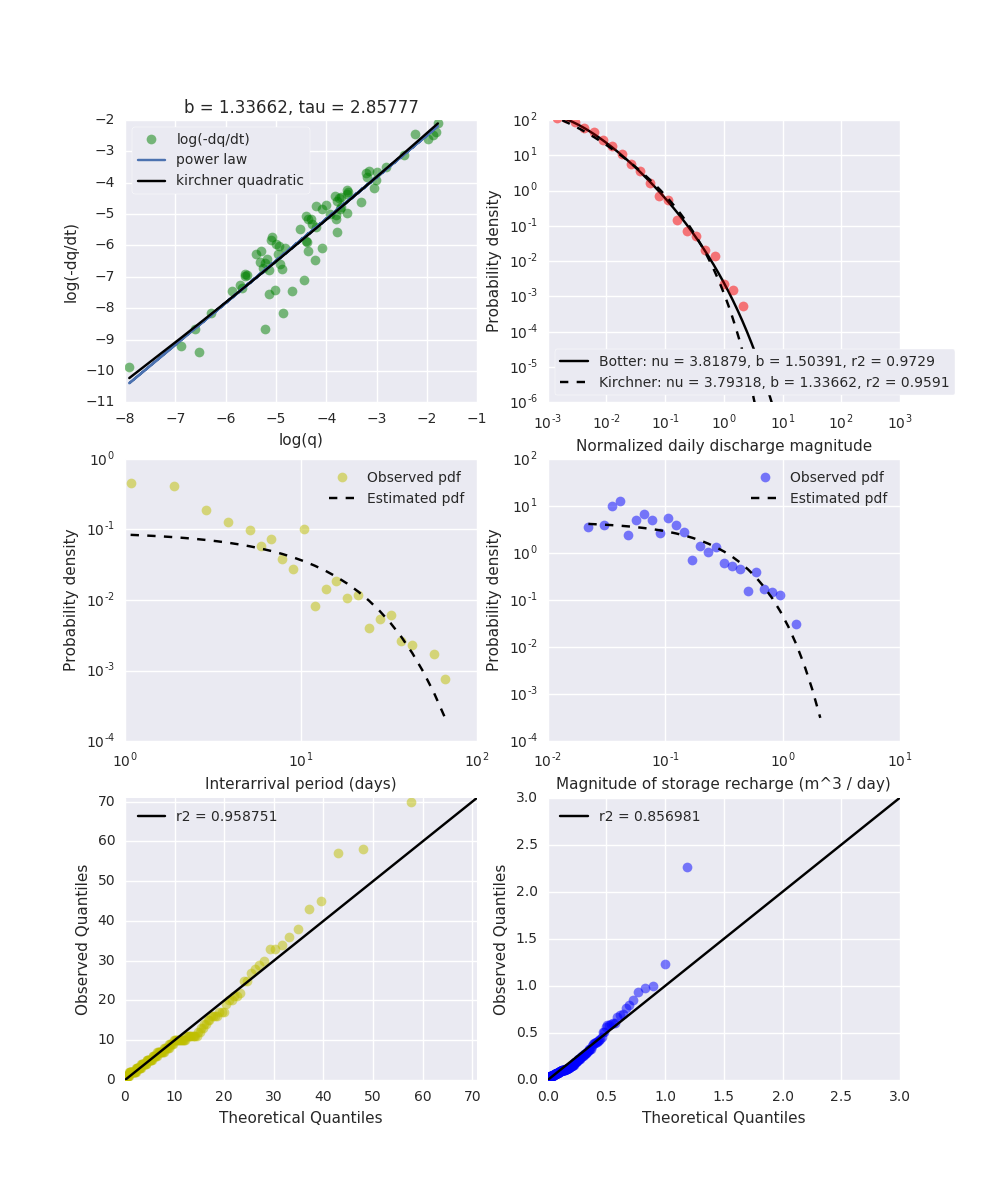 b = 1.33662, tau = 2.85777
log(-dq/dt)
power law
kirchner quadratic
−2
−3
−4
−5
−6
−7
−8
−9
−10
−11
log(-dq/dt)
−8 −7 −6 −5 −4 −3 −2 −1
log(q)
10^2
10^1
10^0
10^-1
10^-2
10^-3
10^-4
10^-5
10^-6
Probability density
Botter: nu = 3.81879, b = 1.50391, r2 = 0.9729
Kirchner: nu = 3.79318, b = 1.33662, r2 = 0.9591
10^-3 10^-2 10^-1 10^0 10^1 10^2 10^3
Normalized daily discharge magnitude
Observed pdf
Estimated pdf
10^0
10^-1
10^-2
10^-3
10^-4
Probability density
10^0 10^1 10^2
Interarrival period (days)
Observed pdf
Estimated pdf
10^2
10^1
10^0
10^-1
10^-2
10^-3
10^-4
Probability density
10^-2 10^-1 10^0 10^1
Magnitude of storage recharge (m^3 / day)
r2 = 0.958751
70
60
50
40
30
20
10
0
Observed Quantiles
0 10 20 30 40 50 60 70
Theoretical Quantiles
r2 = 0.856981
3.0
2.5
2.0
1.5
1.0
0.5
0.0
Observed Quantiles
0.0 0.5 1.0 1.5 2.0 2.5 3.0
Theoretical Quantiles